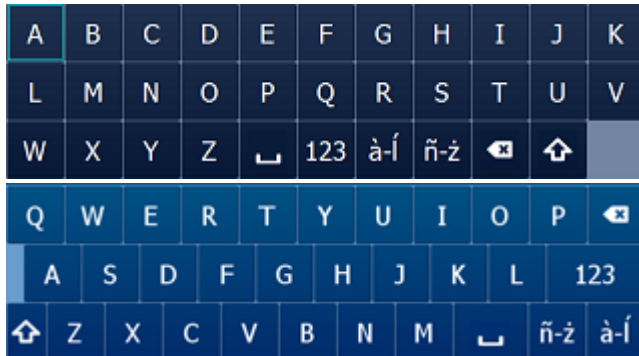 A B C D E F G H I J K
L M N O P Q R S T U V
W X Y Z 123 à-Í ñ-ż
Q W E R T Y U I O P
A S D F G H J K L 123
Z X C V B N M ñ-ż à-Í